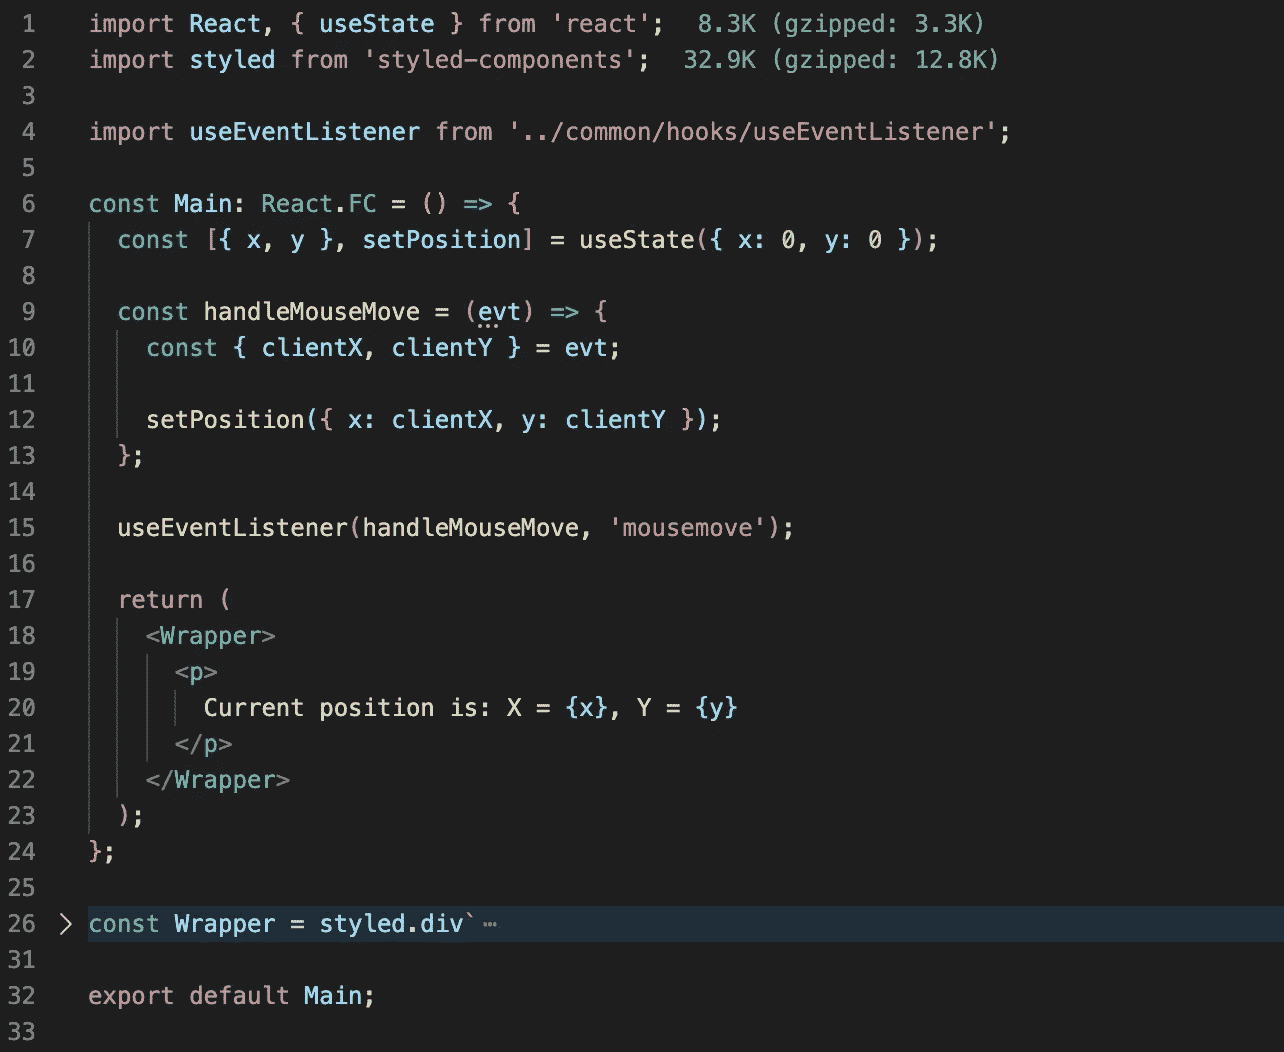 1 import React, { useState } from 'react'; 8.3K (gzipped: 3.3K)
2 import styled from 'styled-components'; 32.9K (gzipped: 12.8K)
3
4 import useEventListener from '../common/hooks/useEventListener';
5
6 const Main: React.FC = () => {
7 const [{ x, y }, setPosition] = useState({ x: 0, y: 0 });
8
9 const handleMouseMove = (evt) => {
10 const { clientX, clientY } = evt;
11
12 setPosition({ x: clientX, y: clientY });
13 };
14
15 useEventListener(handleMouseMove, 'mousemove');
16
17 return (
18 <Wrapper>
19 <p>
20 Current position is: X = {x}, Y = {y}
21 </p>
22 </Wrapper>
23 );
24 };
25
26 const Wrapper = styled.div` …
31
32 export default Main;
33